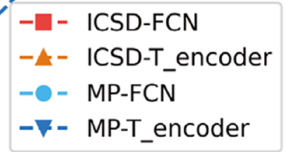 ICSD-FCN
ICSD-T_encoder
MP-FCN
MP-T_encoder